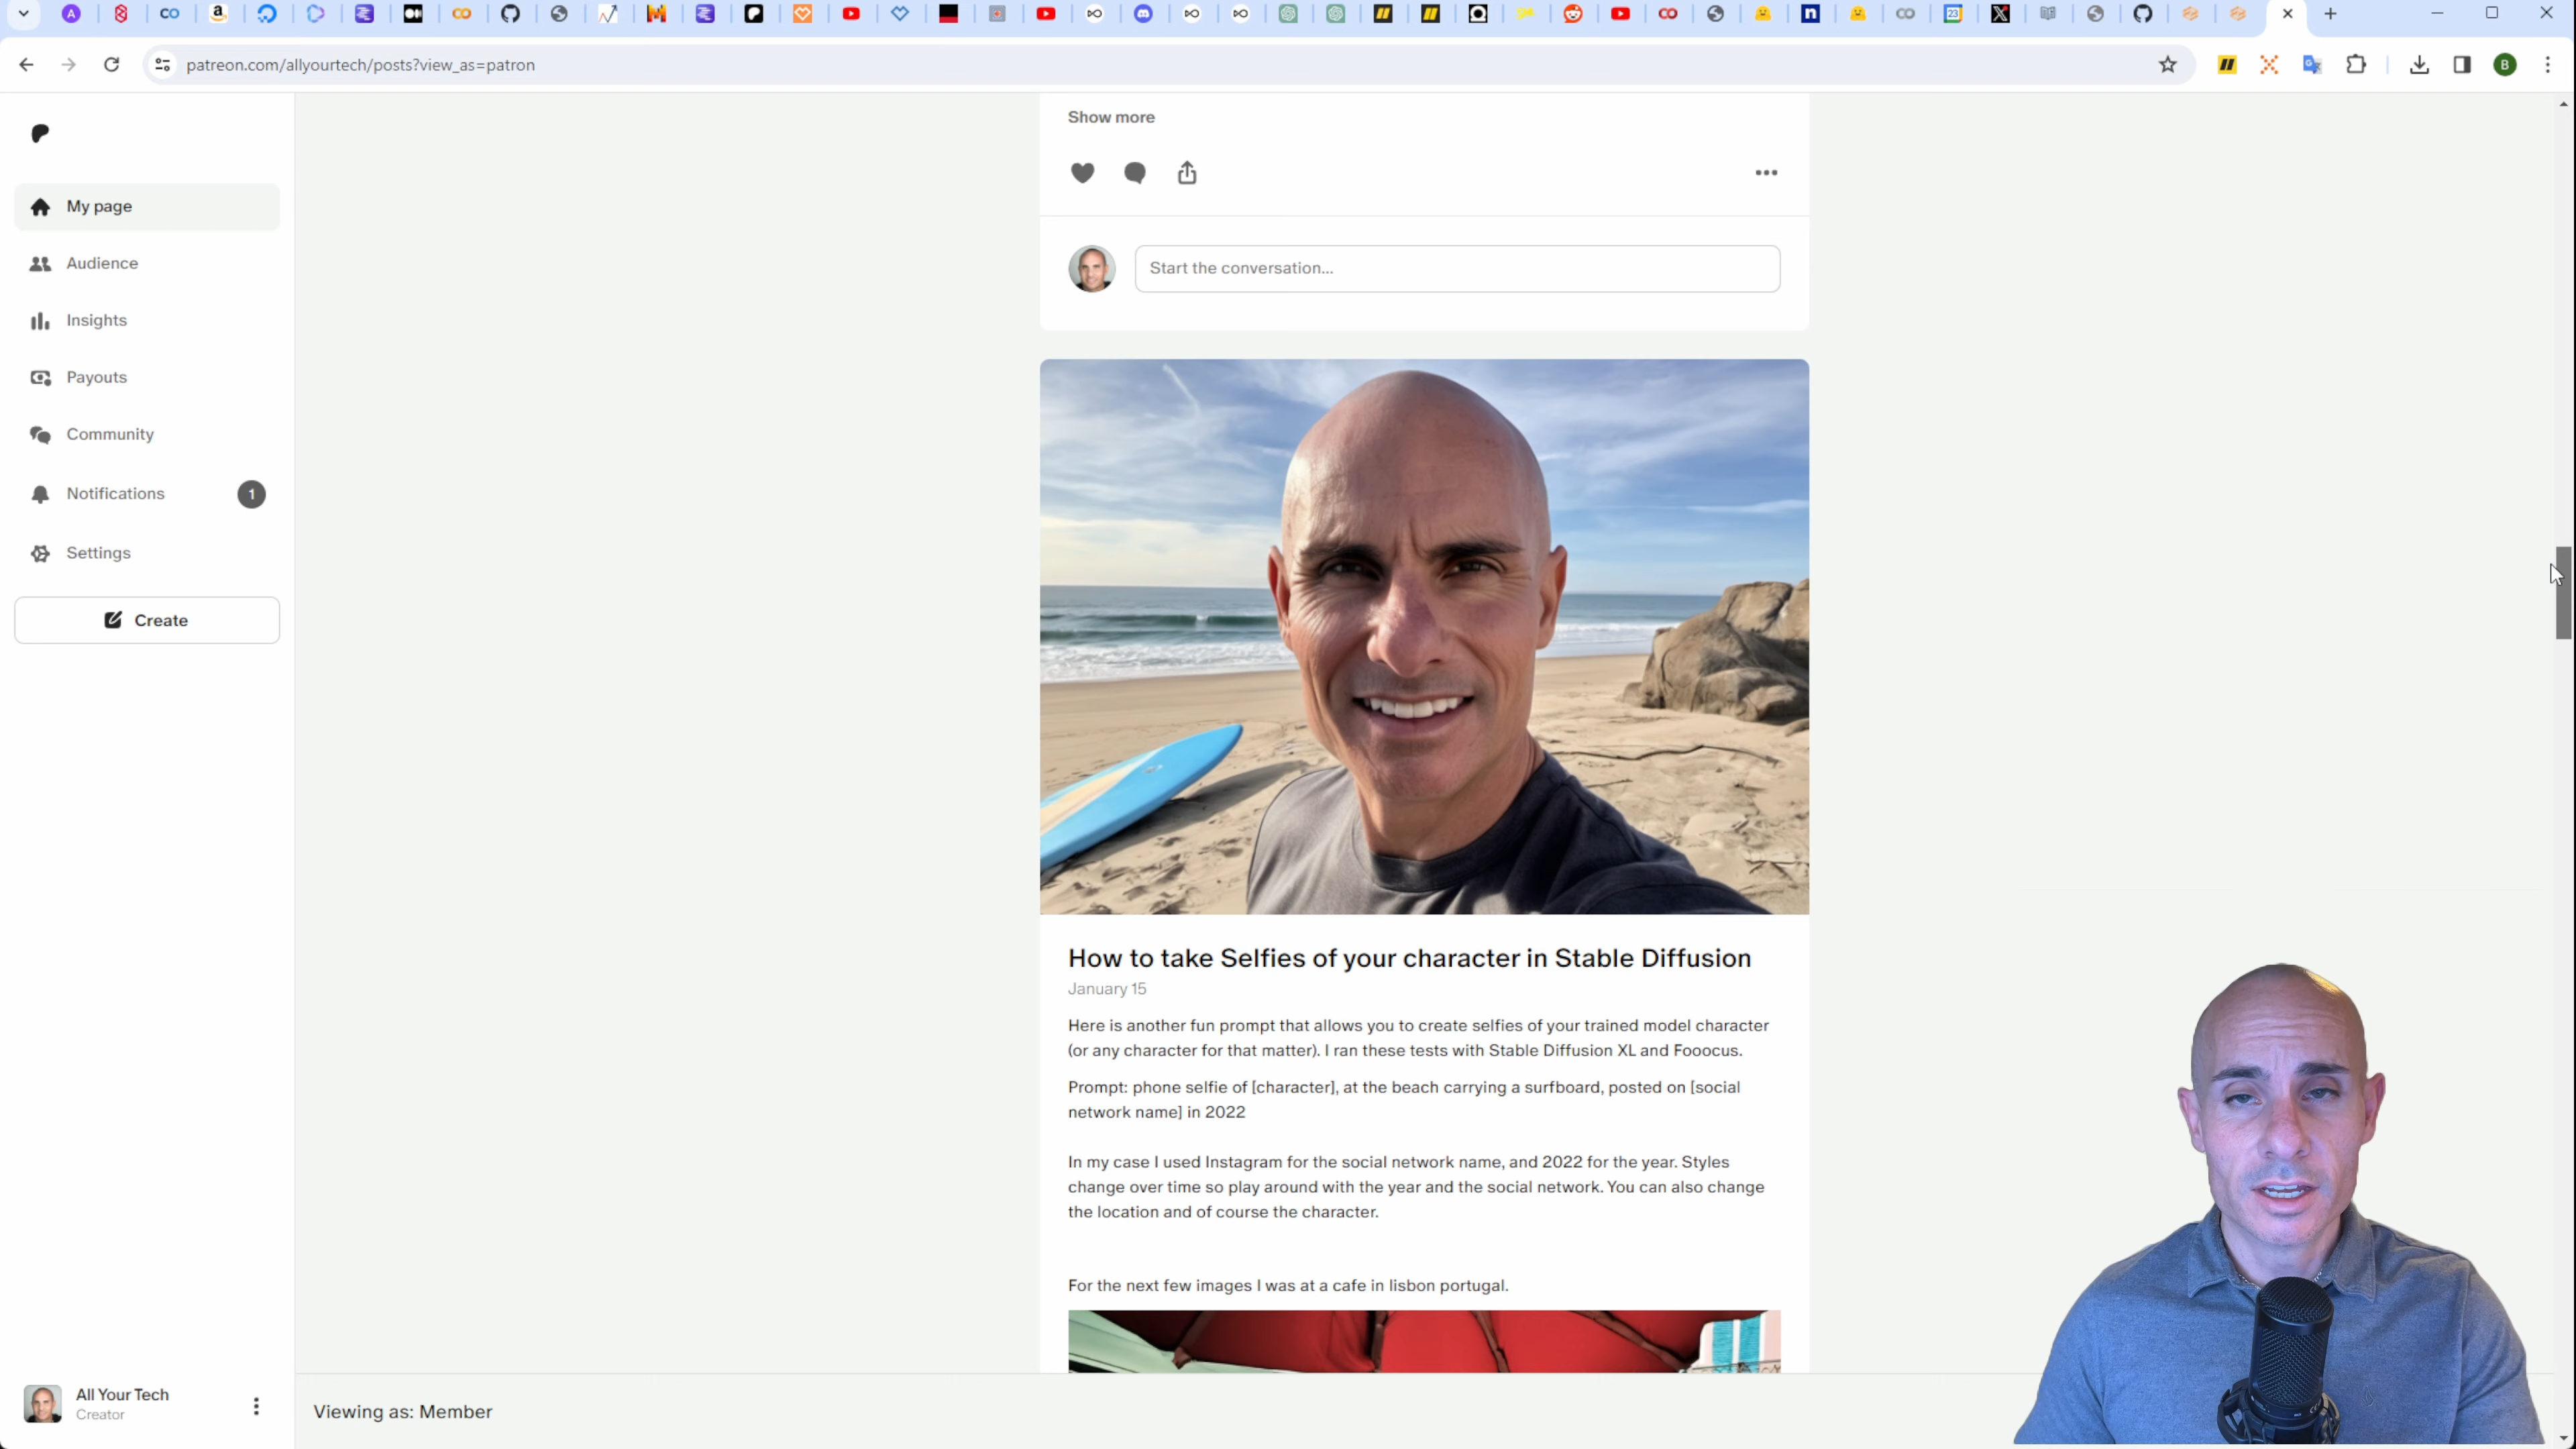 patreon.com/allyourtech/posts?view_as=patron
B
My page
Audience
Insights
Payouts
Community
Notifications
1
Settings
Create
All Your Tech
Creator
Show more
Start the conversation...
How to take Selfies of your character in Stable Diffusion
January 15
Here is another fun prompt that allows you to create selfies of your trained model character
(or any character for that matter). I ran these tests with Stable Diffusion XL and Fooocus.
Prompt: phone selfie of [character], at the beach carrying a surfboard, posted on [social
network name] in 2022
In my case I used Instagram for the social network name, and 2022 for the year. Styles
change over time so play around with the year and the social network. You can also change
the location and of course the character.
For the next few images I was at a cafe in lisbon portugal.
Viewing as: Member